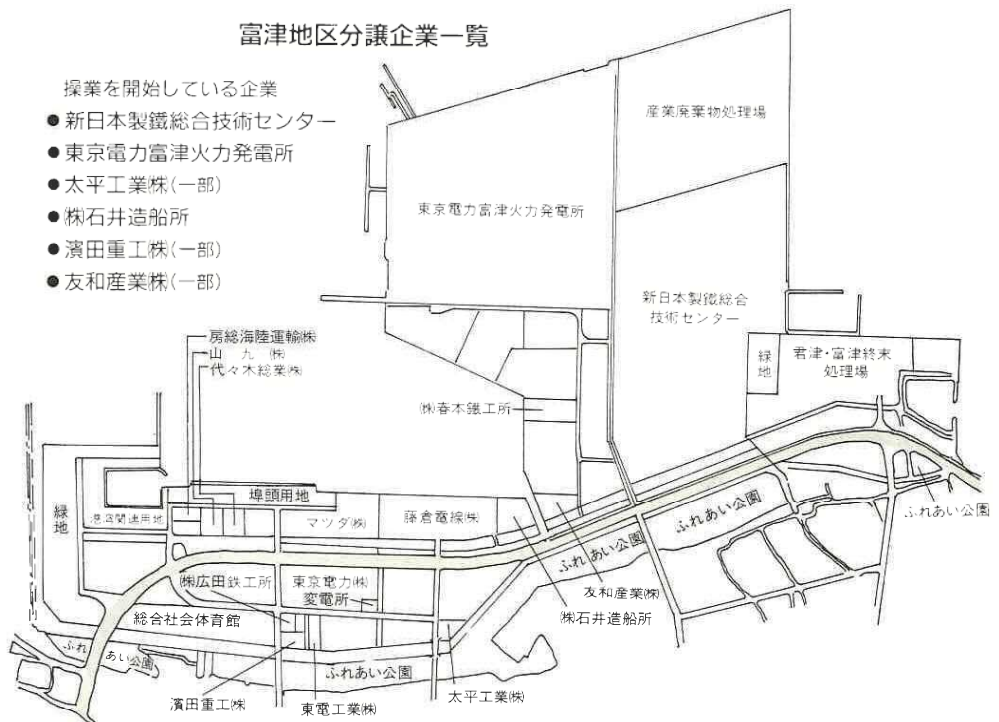 富津地区分譲企業一覧
操業を開始している企業
●新日本製鐵総合技術センター
●東京電力富津火力発電所
●太平工業㈱(一部)
●㈱石井造船所
●濱田重工㈱(一部)
●友和産業㈱(一部)
産業廃棄物処理場
東京電力富津火力発電所
新日本製鐵総合
技術センター
緑地
君津・富津終末
処理場
房総海陸運輸㈱
山九㈱
代々木総業㈱
㈱春本鐵工所
緑地
港湾関連用地
埠頭用地
マツダ㈱
藤倉電線㈱
ふれあい公園
ふれあい公園
ふれあい公園
友和産業㈱
㈱石井造船所
㈱広田鉄工所
東京電力㈱
変電所
総合社会体育館
ふれあい公園
ふれあい公園
濱田重工㈱
東電工業㈱
太平工業㈱